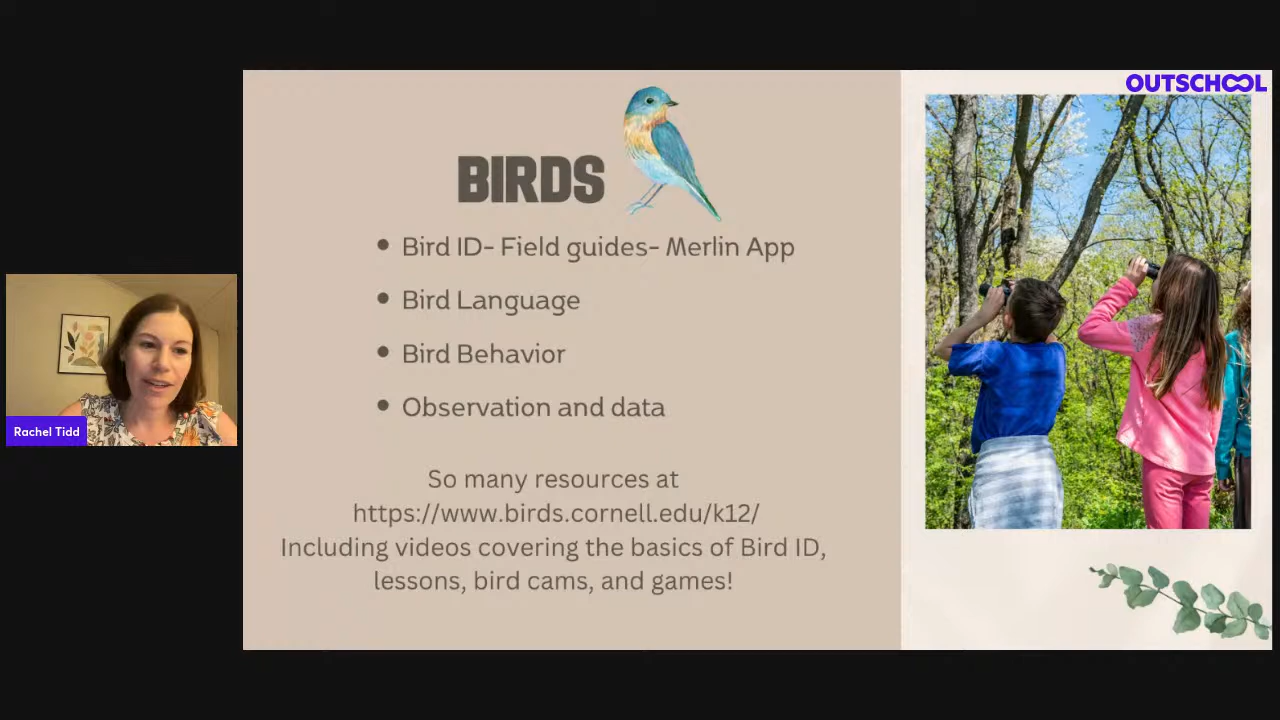 OUTSCHOOL
BIRDS
Bird ID- Field guides- Merlin App
Bird Language
Bird Behavior
Observation and data
So many resources at
https://www.birds.cornell.edu/k12/
Including videos covering the basics of Bird ID,
lessons, bird cams, and games!
Rachel Tidd